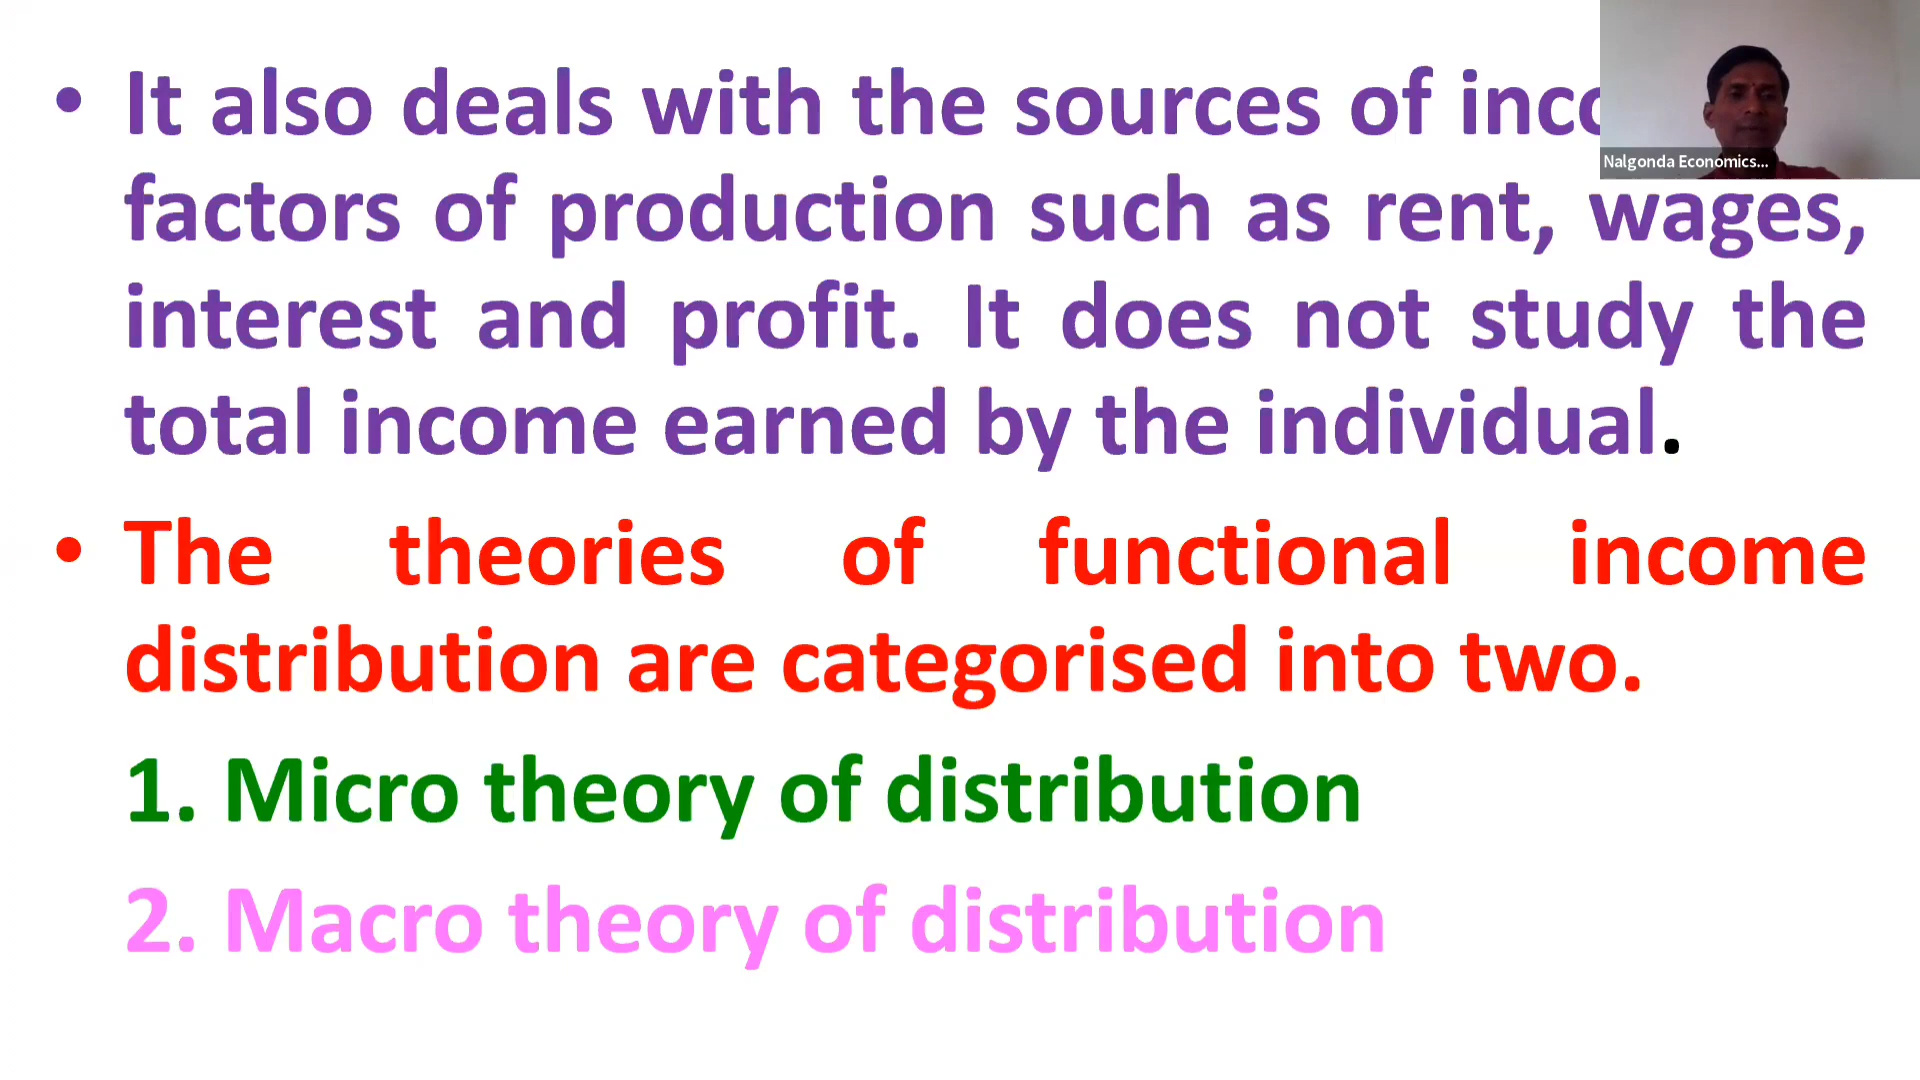 • It also deals with the sources of
factors of production such as rent, wages,
interest and profit. It does not study the
total income earned by the individual.
• The theories of functional income
distribution are categorised into two.
1. Micro theory of distribution
2. Macro theory of distribution
Nalgonda Economics...